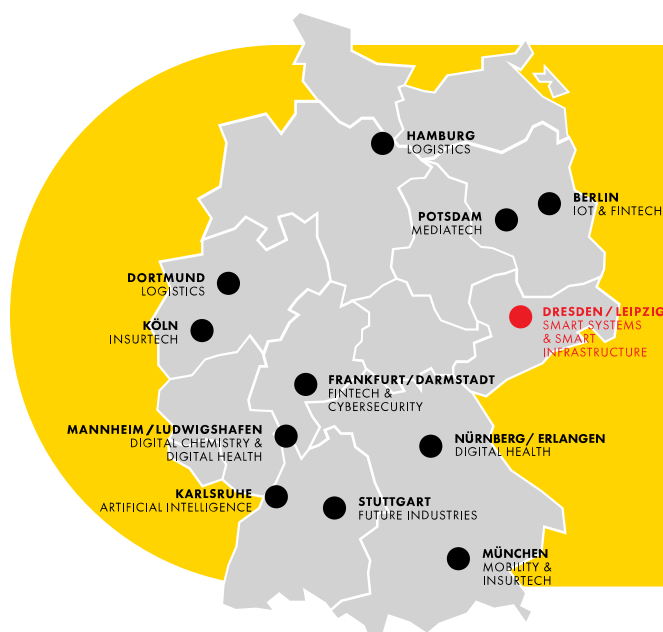 HAMBURG
LOGISTICS
BERLIN
IOT & FINTECH
POTSDAM
MEDIATECH
DORTMUND
LOGISTICS
DRESDEN / LEIPZIG
SMART SYSTEMS
& SMART
INFRASTRUCTURE
KÖLN
INSURTECH
FRANKFURT/DARMSTADT
FINTECH &
CYBERSECURITY
MANNHEIM/LUDWIGSHAFEN
DIGITAL CHEMISTRY &
DIGITAL HEALTH
NÜRNBERG/ ERLANGEN
DIGITAL HEALTH
KARLSRUHE
ARTIFICIAL INTELLIGENCE
STUTTGART
FUTURE INDUSTRIES
MÜNCHEN
MOBILITY &
INSURTECH